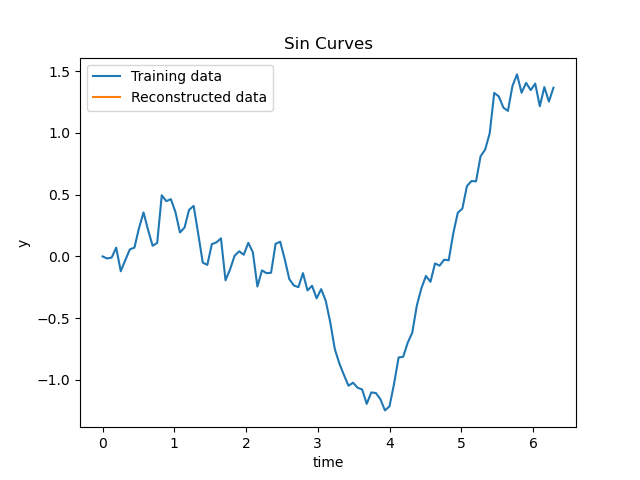 Sin Curves
Training data
Reconstructed data
1.5
1.0
0.5
0.0
−0.5
−1.0
y
0 1 2 3 4 5 6
time